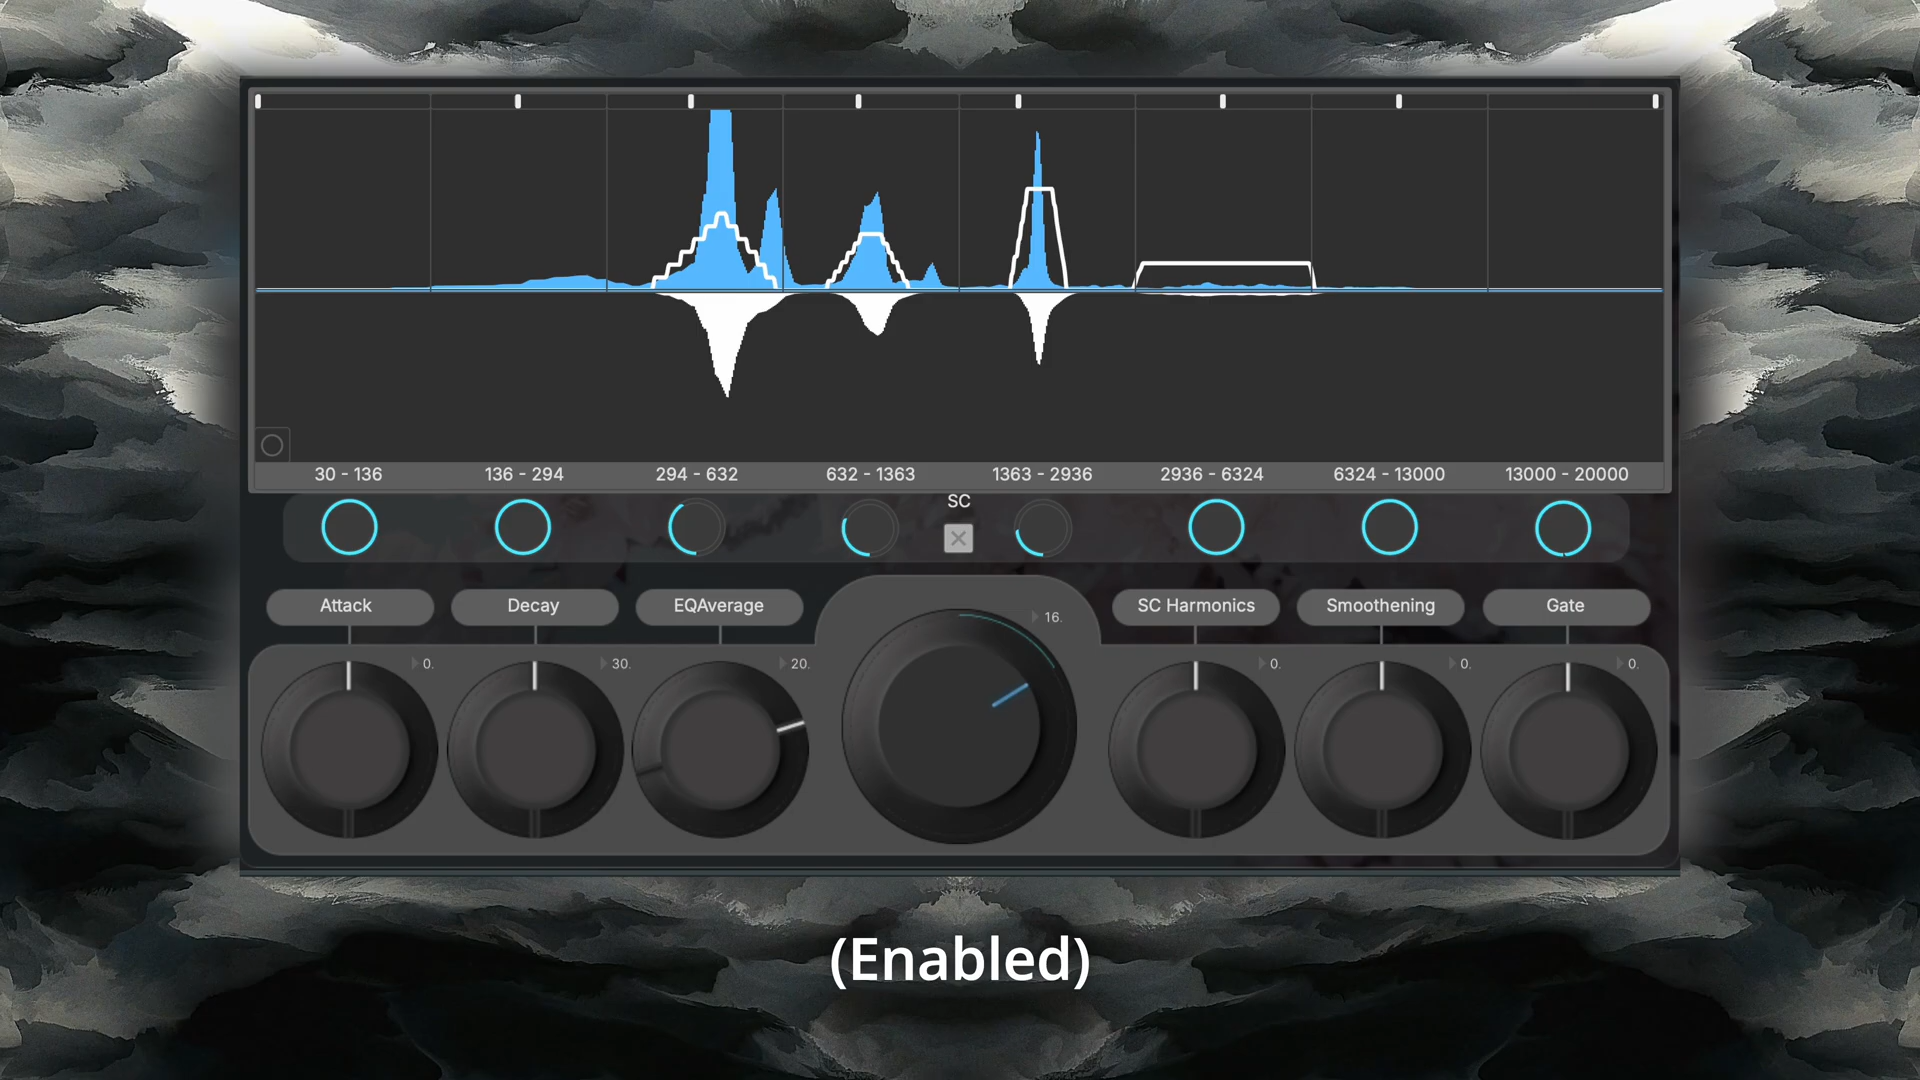 30 - 136 136 - 294 294 - 632 632 - 1363 1363 - 2936 2936 - 6324 6324 - 13000 13000 - 20000
SC
Attack Decay EQAverage SC Harmonics Smoothening Gate
16.
0. 30. 20. 0. 0. 0.
(Enabled)